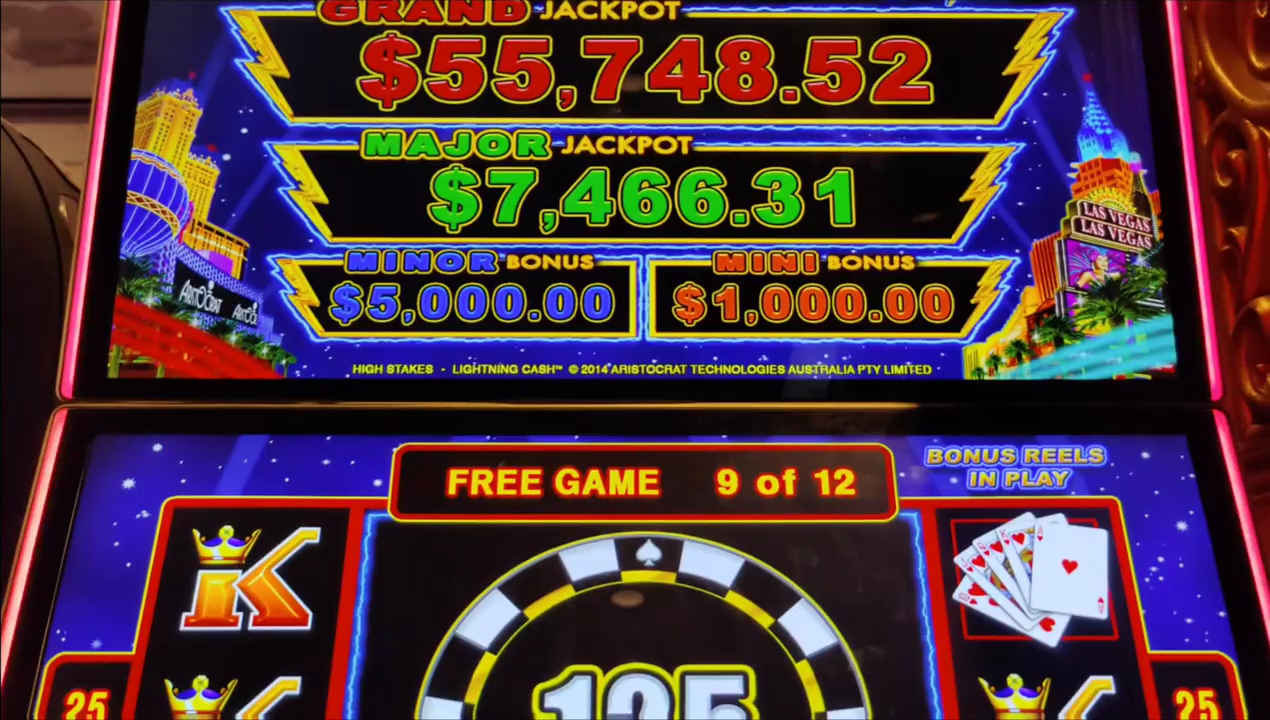 GRAND JACKPOT
$55,748.52
MAJOR JACKPOT
$7,466.31
MINOR BONUS
$5,000.00
MINI BONUS
$1,000.00
LAS VEGAS
LAS VEGAS
ARISTOCRAT
HIGH STAKES - LIGHTNING CASH™ © 2014 ARISTOCRAT TECHNOLOGIES AUSTRALIA PTY LIMITED
FREE GAME 9 of 12
BONUS REELS
IN PLAY
K
A
K
K
125
25
25